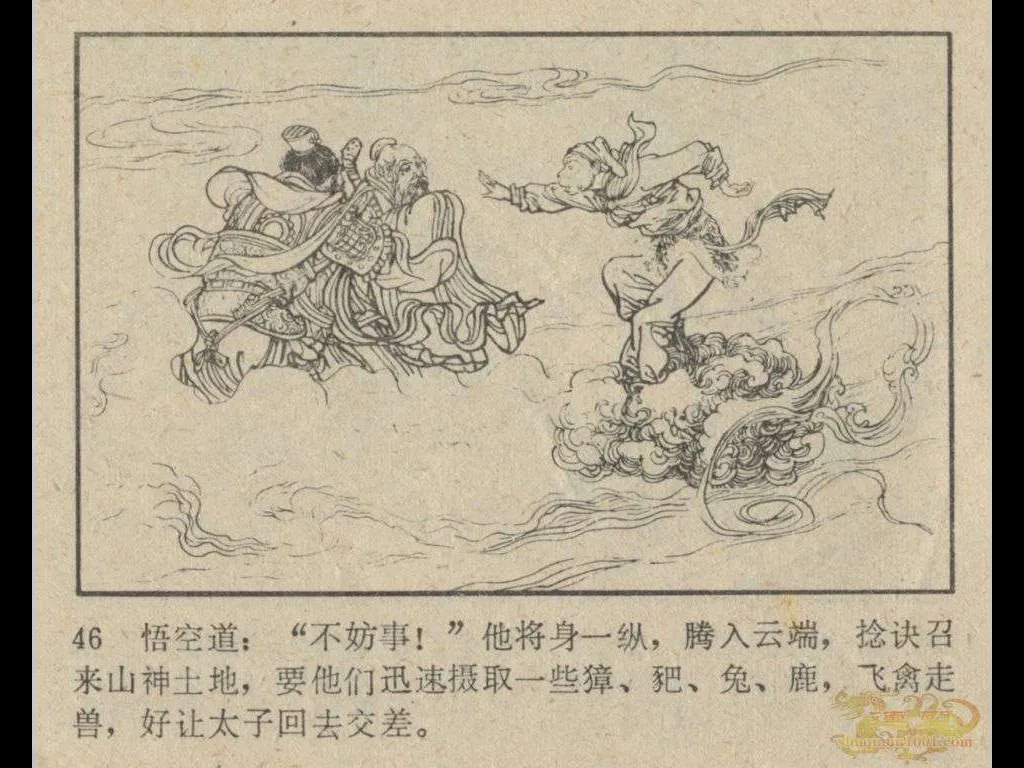 46 悟空道：“不妨事！”他将身一纵，腾入云端，捻诀召
来山神土地，要他们迅速摄取一些獐、豝、兔、鹿，飞禽走
兽，好让太子回去交差。